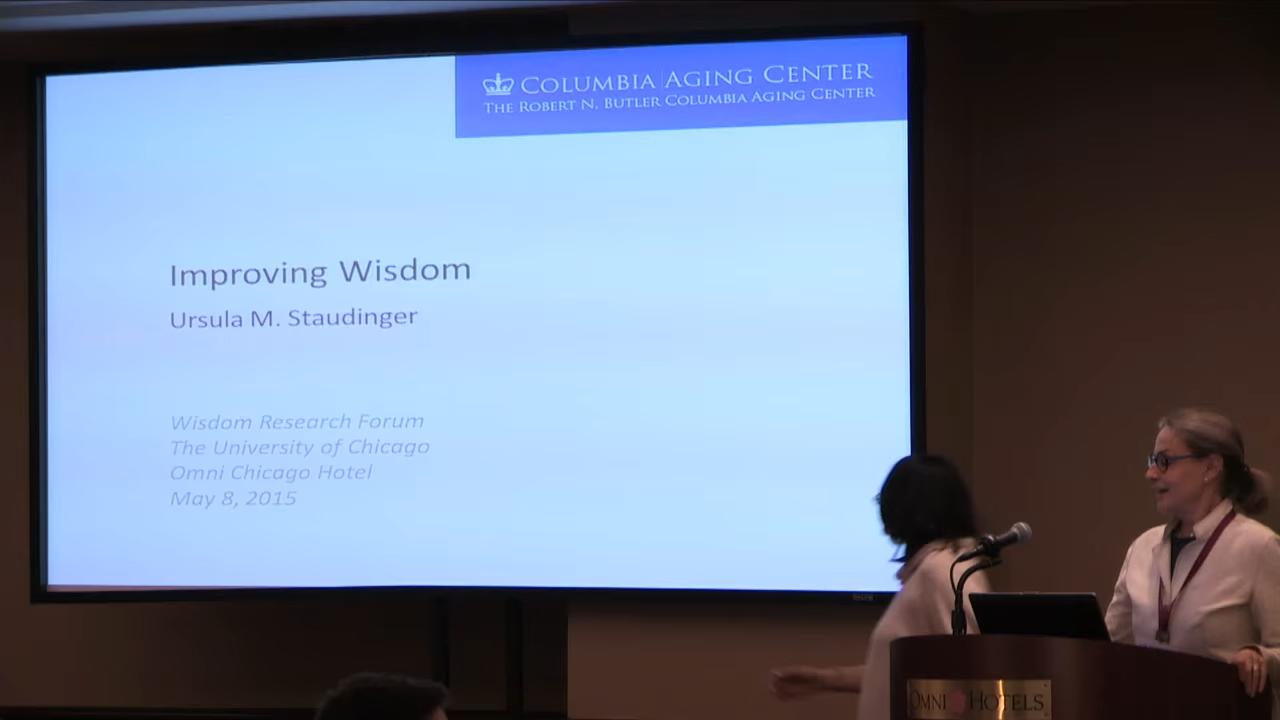 COLUMBIA AGING CENTER
THE ROBERT N. BUTLER COLUMBIA AGING CENTER
Improving Wisdom
Ursula M. Staudinger
Wisdom Research Forum
The University of Chicago
Omni Chicago Hotel
May 8, 2015
OMNI HOTELS